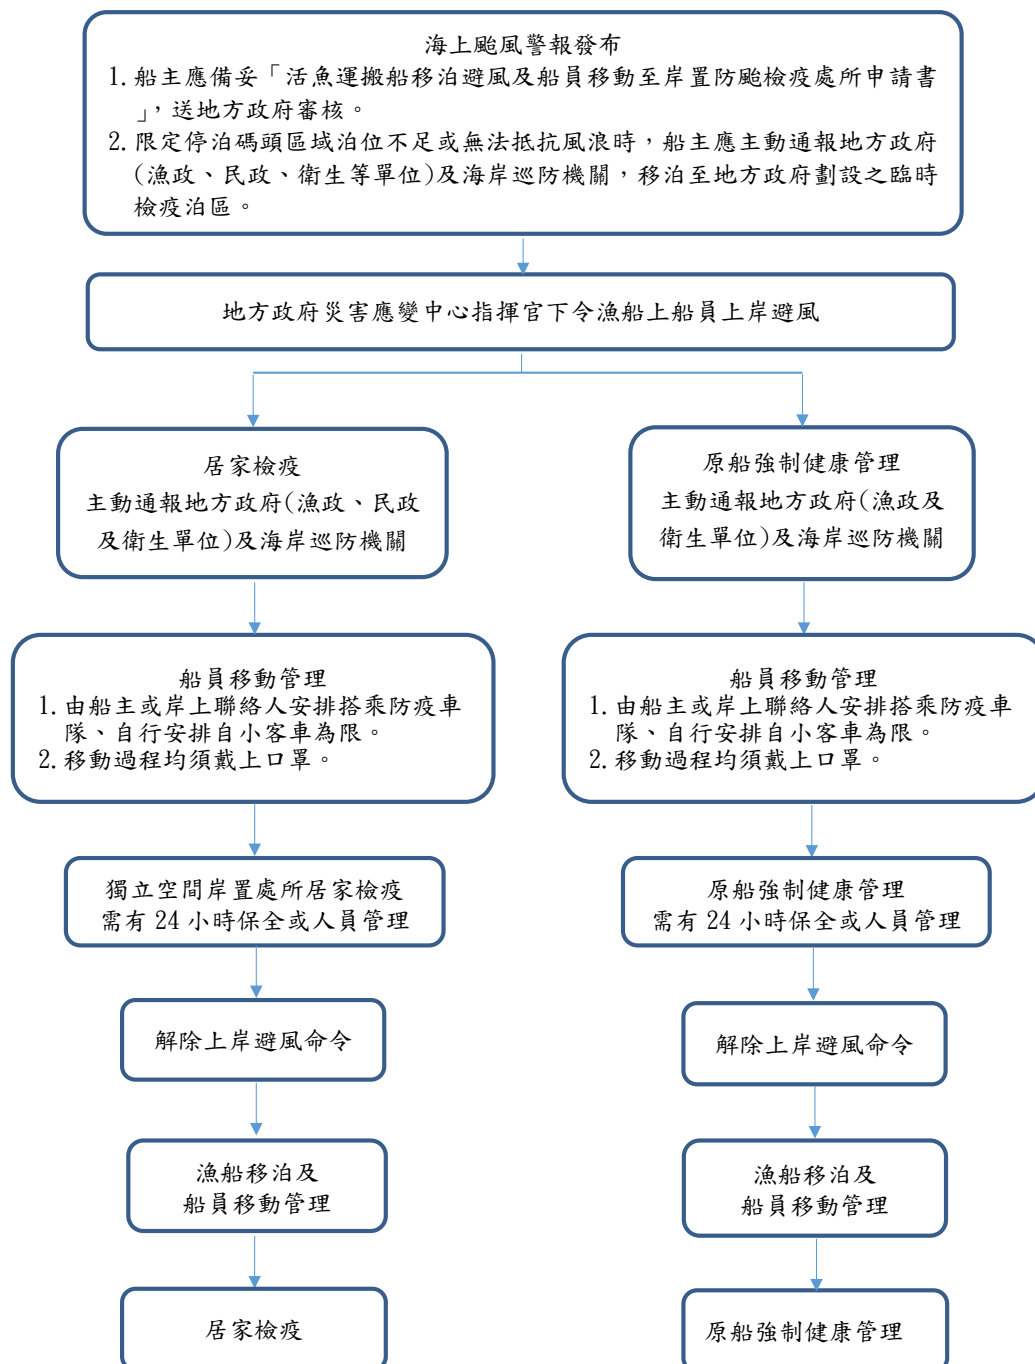 海上颱風警報發布
1. 船主應備妥「活魚運搬船移泊避風及船員移動至岸置防颱檢疫處所申請書
」，送地方政府審核。
2. 限定停泊碼頭區域泊位不足或無法抵抗風浪時，船主應主動通報地方政府
(漁政、民政、衛生等單位)及海岸巡防機關，移泊至地方政府劃設之臨時
檢疫泊區。
地方政府災害應變中心指揮官下令漁船上船員上岸避風
居家檢疫
主動通報地方政府(漁政、民政
及衛生單位)及海岸巡防機關
原船強制健康管理
主動通報地方政府(漁政及
衛生單位)及海岸巡防機關
船員移動管理
1. 由船主或岸上聯絡人安排搭乘防疫車
隊、自行安排自小客車為限。
2. 移動過程均須戴上口罩。
船員移動管理
1. 由船主或岸上聯絡人安排搭乘防疫車
隊、自行安排自小客車為限。
2. 移動過程均須戴上口罩。
獨立空間岸置處所居家檢疫
需有 24 小時保全或人員管理
原船強制健康管理
需有 24 小時保全或人員管理
解除上岸避風命令
解除上岸避風命令
漁船移泊及
船員移動管理
漁船移泊及
船員移動管理
居家檢疫
原船強制健康管理